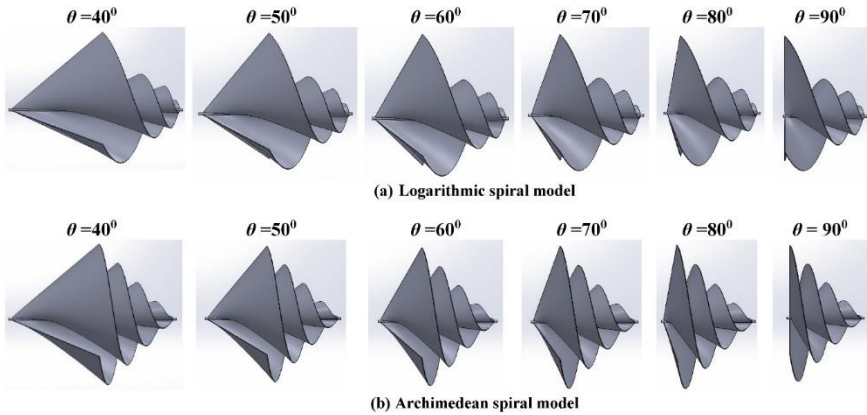 θ =40⁰ θ =50⁰ θ =60⁰ θ =70⁰ θ =80⁰ θ =90⁰
(a) Logarithmic spiral model
θ =40⁰ θ =50⁰ θ =60⁰ θ =70⁰ θ =80⁰ θ = 90⁰
(b) Archimedean spiral model